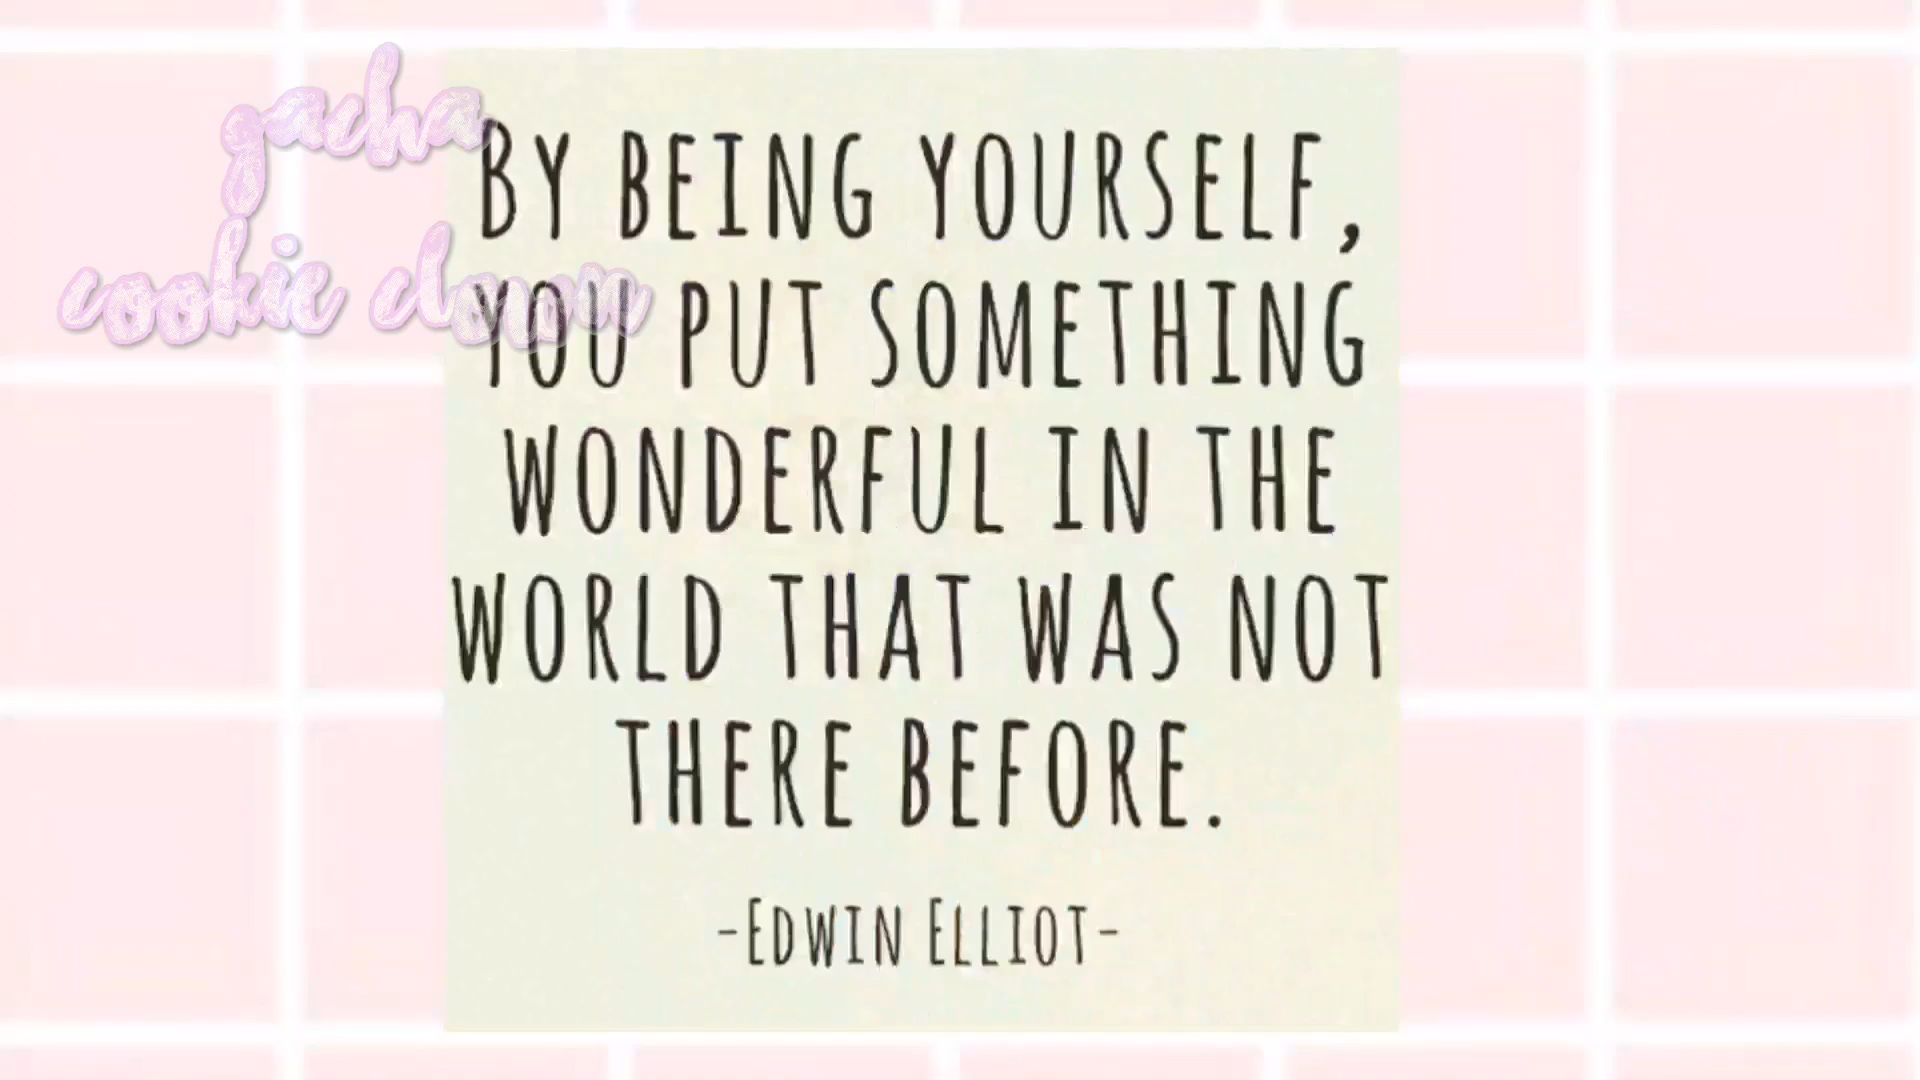 gacha
cookie clown
BY BEING YOURSELF,
YOU PUT SOMETHING
WONDERFUL IN THE
WORLD THAT WAS NOT
THERE BEFORE.
-EDWIN ELLIOT-